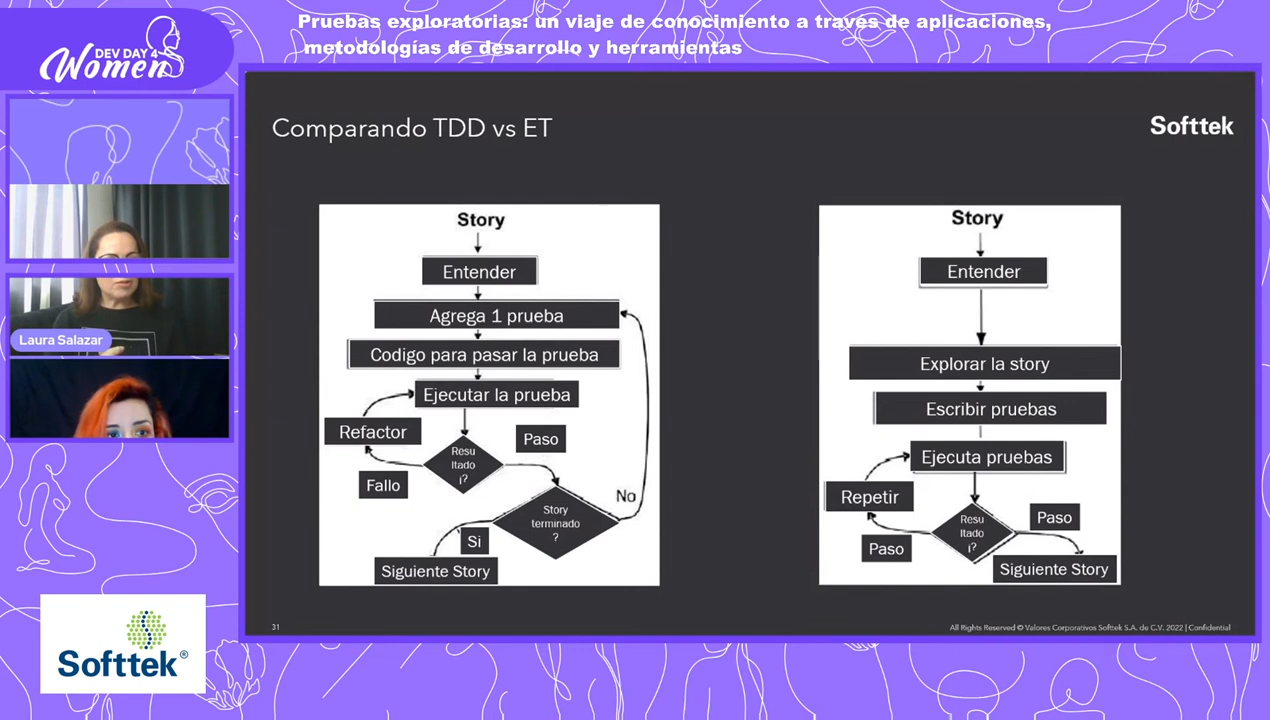 Pruebas exploratorias: un viaje de conocimiento a través de aplicaciones,
metodologías de desarrollo y herramientas
DEV DAY 4
Women
Laura Salazar
Softtek®
Comparando TDD vs ET
Softtek
Story
Entender
Agrega 1 prueba
Codigo para pasar la prueba
Ejecutar la prueba
Refactor
Resu
ltado
¡?
Paso
Fallo
Story
terminado
?
No
Si
Siguiente Story
Story
Entender
Explorar la story
Escribir pruebas
Ejecuta pruebas
Repetir
Resu
ltado
¡?
Paso
Paso
Siguiente Story
31
All Rights Reserved © Valores Corporativos Softtek S.A. de C.V. 2022 | Confidential